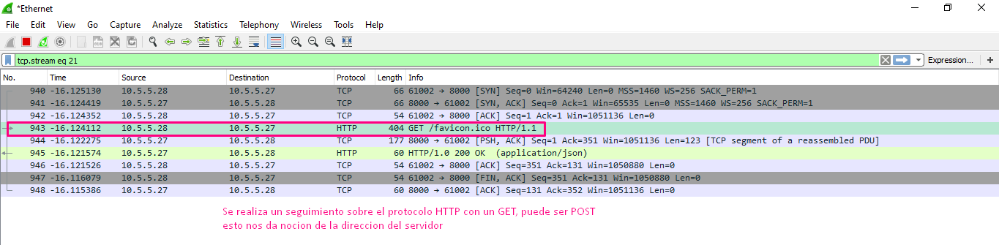 *Ethernet
File Edit View Go Capture Analyze Statistics Telephony Wireless Tools Help
tcp.stream eq 21 Expression... +
No. Time Source Destination Protocol Length Info
940 -16.125130 10.5.5.28 10.5.5.27 TCP 66 61002 → 8000 [SYN] Seq=0 Win=64240 Len=0 MSS=1460 WS=256 SACK_PERM=1
941 -16.124419 10.5.5.27 10.5.5.28 TCP 66 8000 → 61002 [SYN, ACK] Seq=0 Ack=1 Win=65535 Len=0 MSS=1460 WS=256 SACK_PERM=1
942 -16.124352 10.5.5.28 10.5.5.27 TCP 54 61002 → 8000 [ACK] Seq=1 Ack=1 Win=1051136 Len=0
943 -16.124112 10.5.5.28 10.5.5.27 HTTP 404 GET /favicon.ico HTTP/1.1
944 -16.122275 10.5.5.27 10.5.5.28 TCP 177 8000 → 61002 [PSH, ACK] Seq=1 Ack=351 Win=1051136 Len=123 [TCP segment of a reassembled PDU]
945 -16.121574 10.5.5.27 10.5.5.28 HTTP 60 HTTP/1.0 200 OK (application/json)
946 -16.121526 10.5.5.28 10.5.5.27 TCP 54 61002 → 8000 [ACK] Seq=351 Ack=131 Win=1050880 Len=0
947 -16.116079 10.5.5.28 10.5.5.27 TCP 54 61002 → 8000 [FIN, ACK] Seq=351 Ack=131 Win=1050880 Len=0
948 -16.115386 10.5.5.27 10.5.5.28 TCP 60 8000 → 61002 [ACK] Seq=131 Ack=352 Win=1051136 Len=0
Se realiza un seguimiento sobre el protocolo HTTP con un GET, puede ser POST
esto nos da nocion de la direccion del servidor